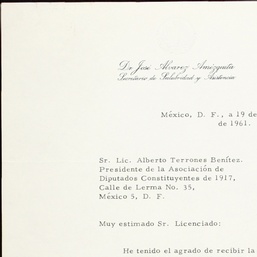 Dr. José Alvarez Amézquita
Secretario de Salubridad y Asistencia
México, D. F., a 19 de
de 1961.
Sr. Lic. Alberto Terrones Benítez.
Presidente de la Asociación de
Diputados Constituyentes de 1917,
Calle de Lerma No. 35,
México 5, D. F.
Muy estimado Sr. Licenciado:
He tenido el agrado de recibir la